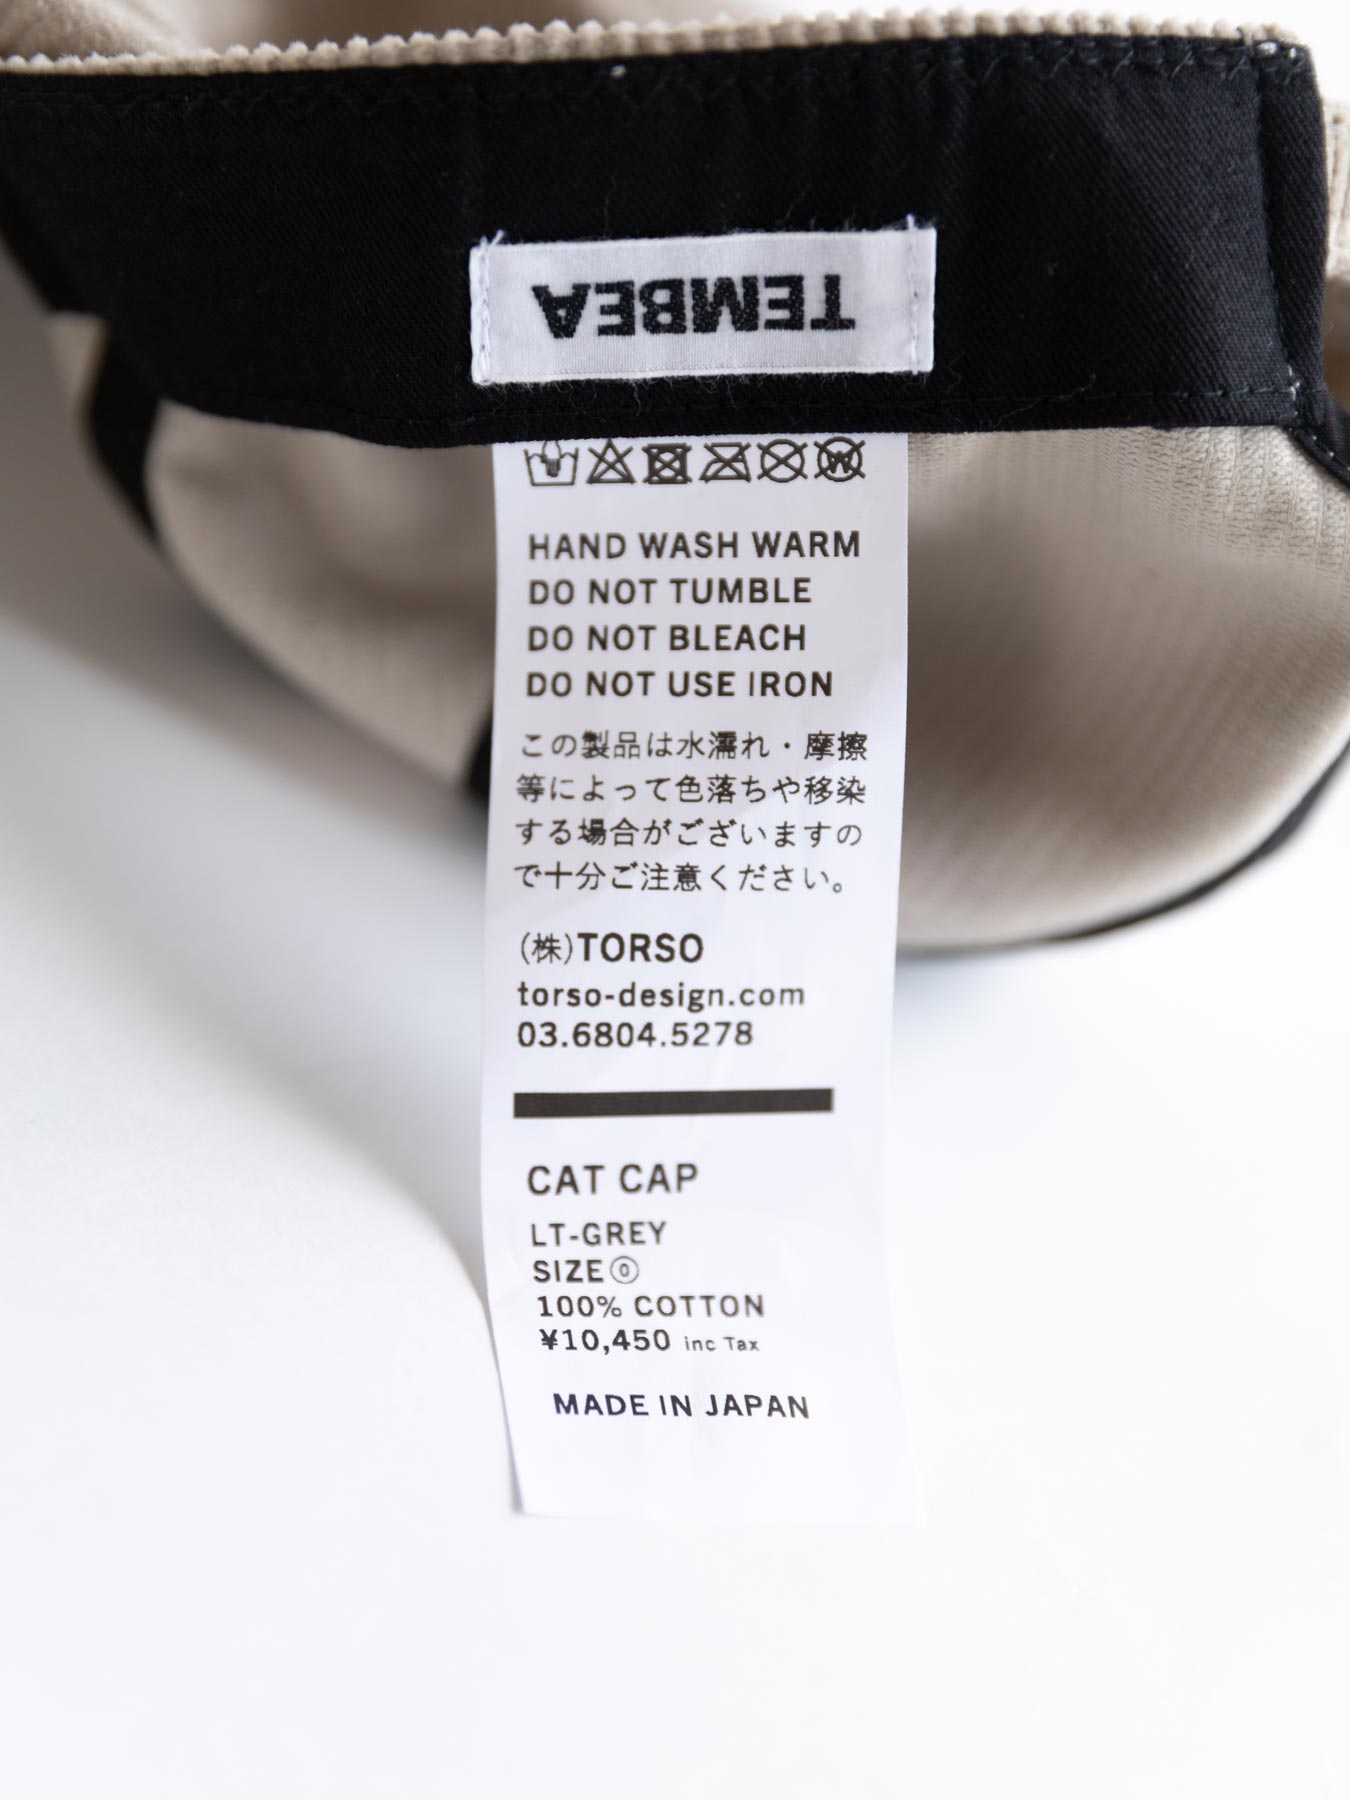 TEMBEA
W
HAND WASH WARM
DO NOT TUMBLE
DO NOT BLEACH
DO NOT USE IRON
この製品は水濡れ・摩擦
等によって色落ちや移染
する場合がございますの
で十分ご注意ください。
(株)TORSO
torso-design.com
03.6804.5278
CAT CAP
LT-GREY
SIZE⓪
100% COTTON
¥10,450 inc Tax
MADE IN JAPAN